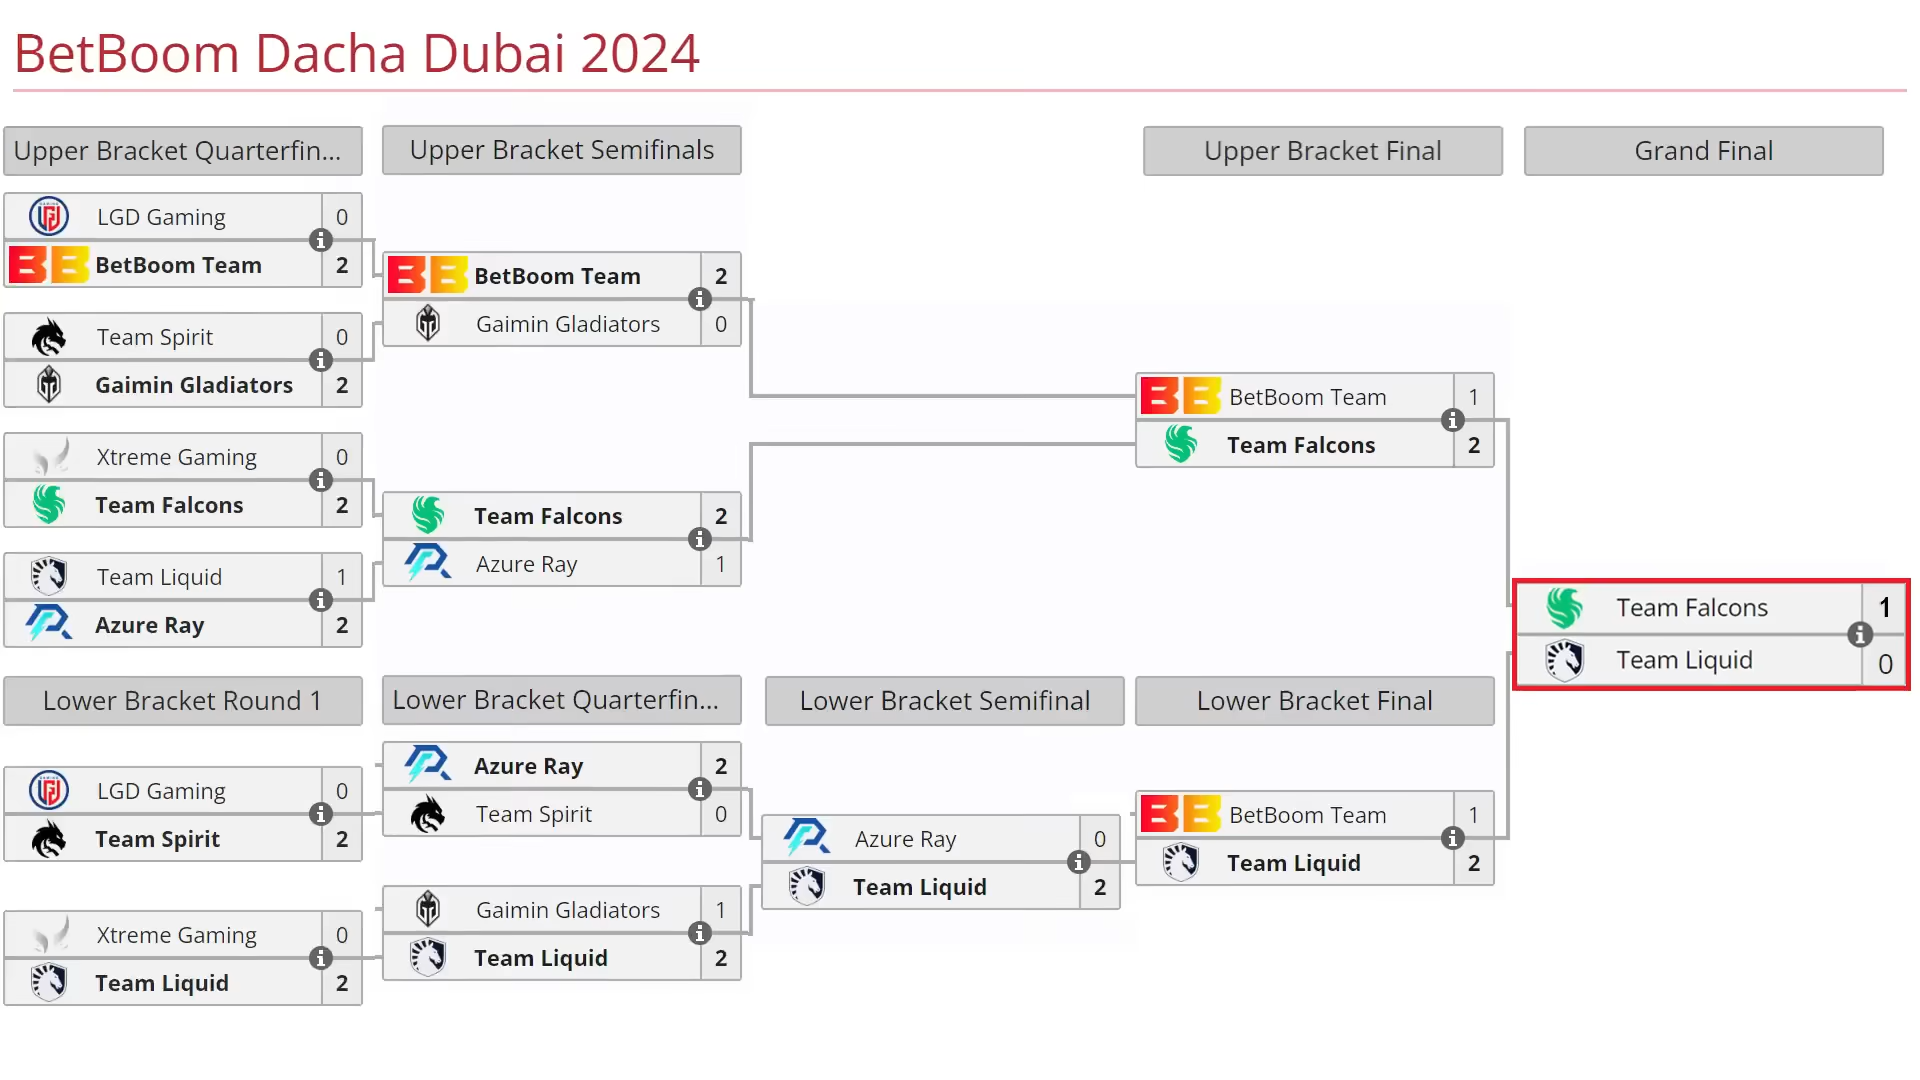 BetBoom Dacha Dubai 2024
Upper Bracket Quarterfin...
Upper Bracket Semifinals
Upper Bracket Final
Grand Final
LGD Gaming 0
BetBoom Team 2
Team Spirit 0
Gaimin Gladiators 2
Xtreme Gaming 0
Team Falcons 2
Team Liquid 1
Azure Ray 2
BetBoom Team 2
Gaimin Gladiators 0
Team Falcons 2
Azure Ray 1
BetBoom Team 1
Team Falcons 2
Team Falcons 1
Team Liquid 0
Lower Bracket Round 1
Lower Bracket Quarterfin...
Lower Bracket Semifinal
Lower Bracket Final
LGD Gaming 0
Team Spirit 2
Xtreme Gaming 0
Team Liquid 2
Azure Ray 2
Team Spirit 0
Gaimin Gladiators 1
Team Liquid 2
Azure Ray 0
Team Liquid 2
BetBoom Team 1
Team Liquid 2